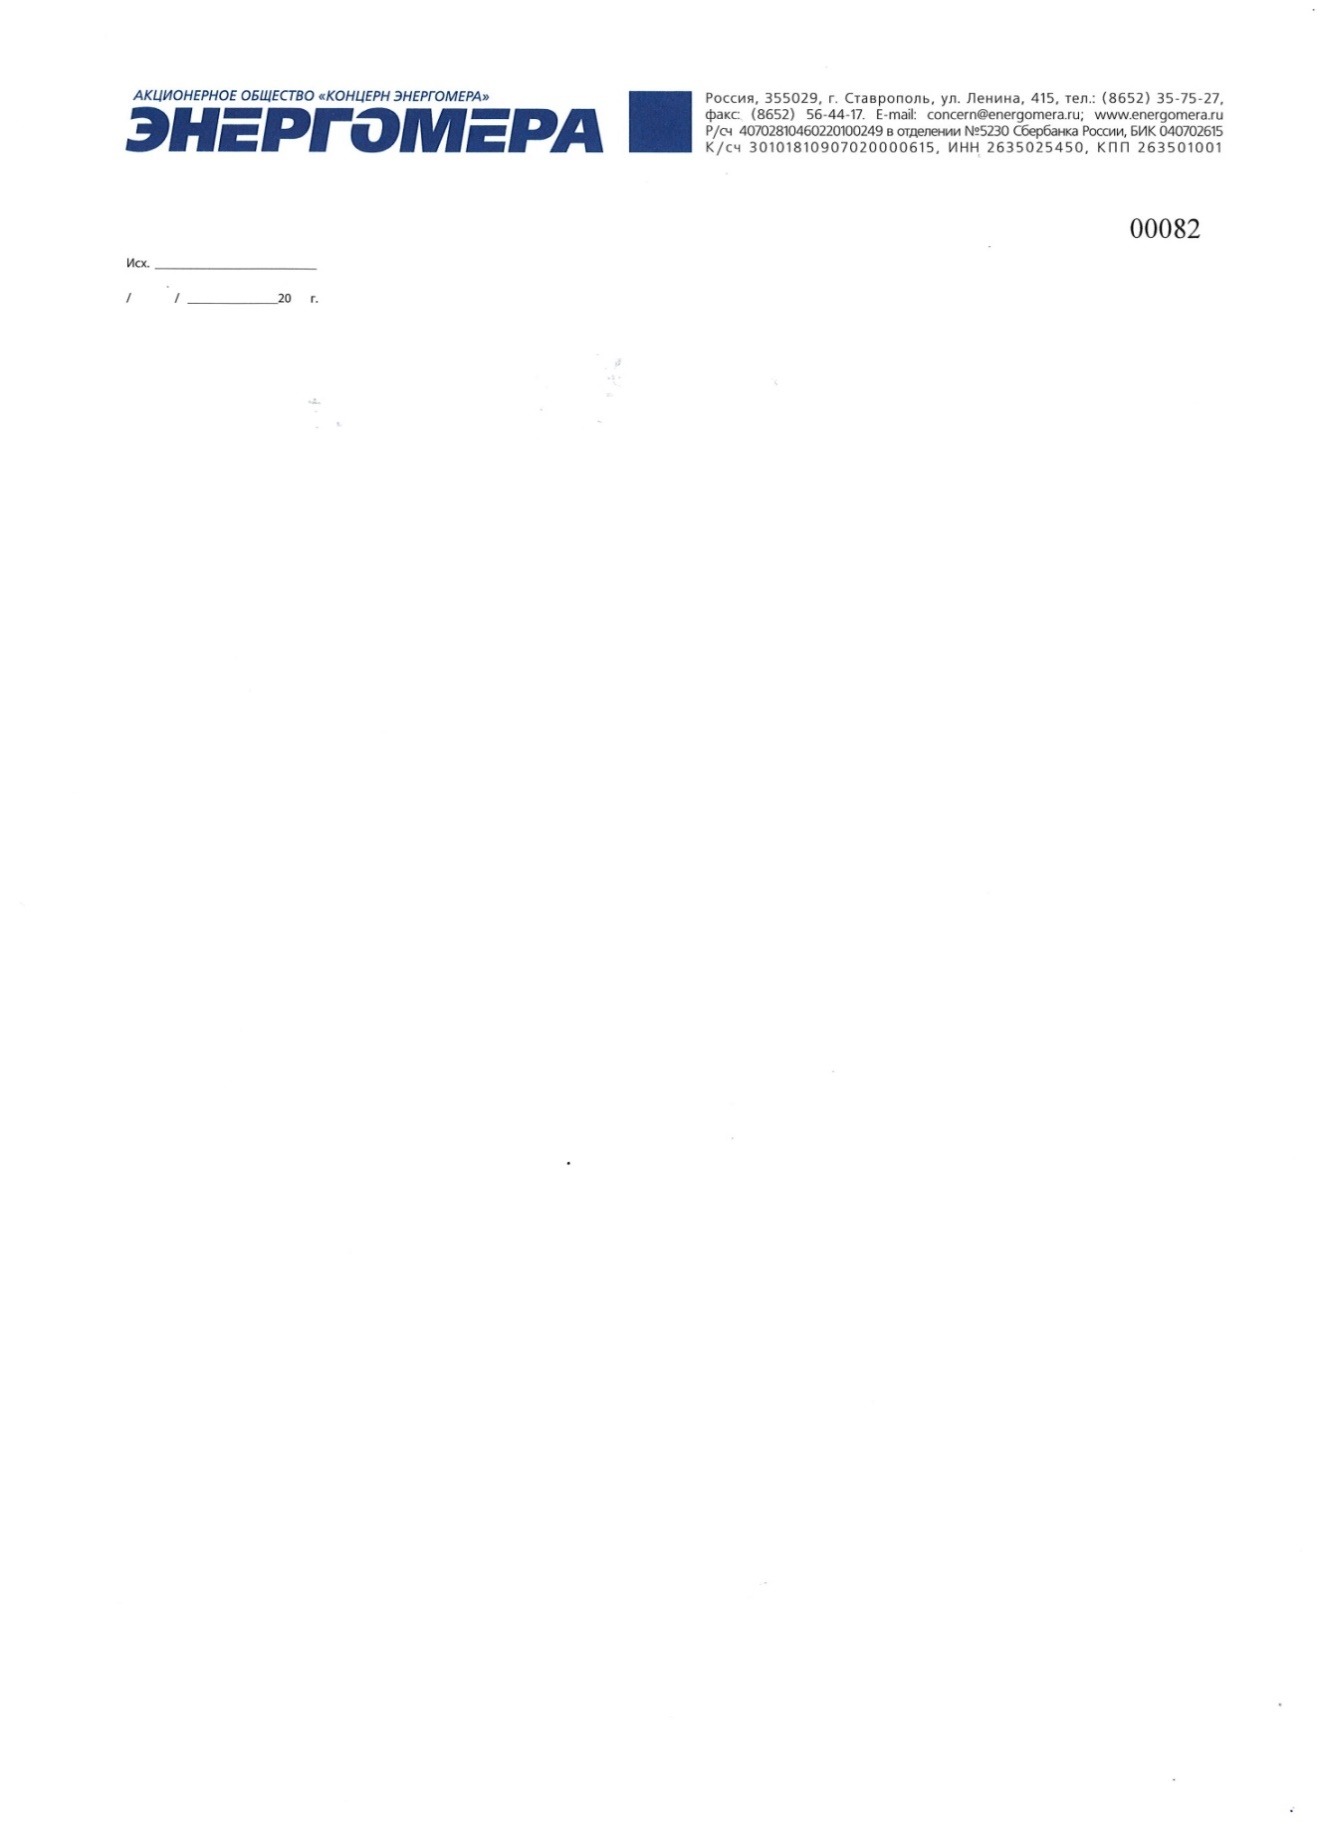 АКЦИОНЕРНОЕ ОБЩЕСТВО «КОНЦЕРН ЭНЕРГОМЕРА»
ЭНЕРГОМЕРА
Россия, 355029, г. Ставрополь, ул. Ленина, 415, тел.: (8652) 35-75-27,
факс: (8652) 56-44-17. E-mail: concern@energomera.ru; www.energomera.ru
Р/сч 40702810460220100249 в отделении №5230 Сбербанка России, БИК 040702615
К/сч 30101810907020000615, ИНН 2635025450, КПП 263501001
00082
Исх. ____________________
/ / ____________20 г.